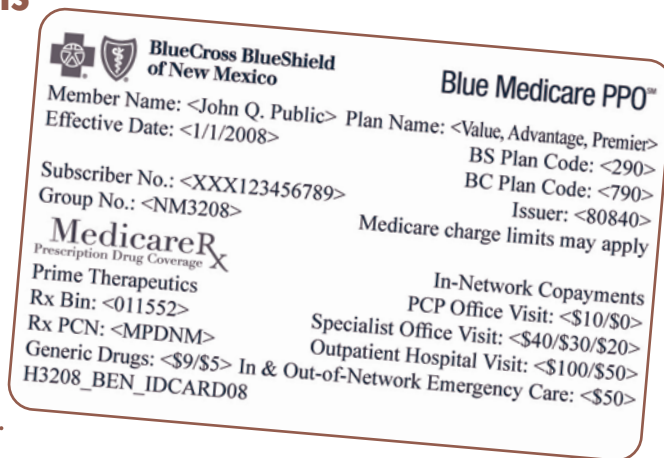 IS
BlueCross BlueShield
of New Mexico
Blue Medicare PPO℠
Member Name: <John Q. Public> Plan Name: <Value, Advantage, Premier>
Effective Date: <1/1/2008>
BS Plan Code: <290>
BC Plan Code: <790>
Subscriber No.: <XXX123456789>
Issuer: <80840>
Group No.: <NM3208>
Medicare charge limits may apply
MedicareRx
Prescription Drug Coverage
Prime Therapeutics
In-Network Copayments
Rx Bin: <011552>
PCP Office Visit: <$10/$0>
Rx PCN: <MPDNM>
Specialist Office Visit: <$40/$30/$20>
Outpatient Hospital Visit: <$100/$50>
Generic Drugs: <$9/$5> In & Out-of-Network Emergency Care: <$50>
H3208_BEN_IDCARD08